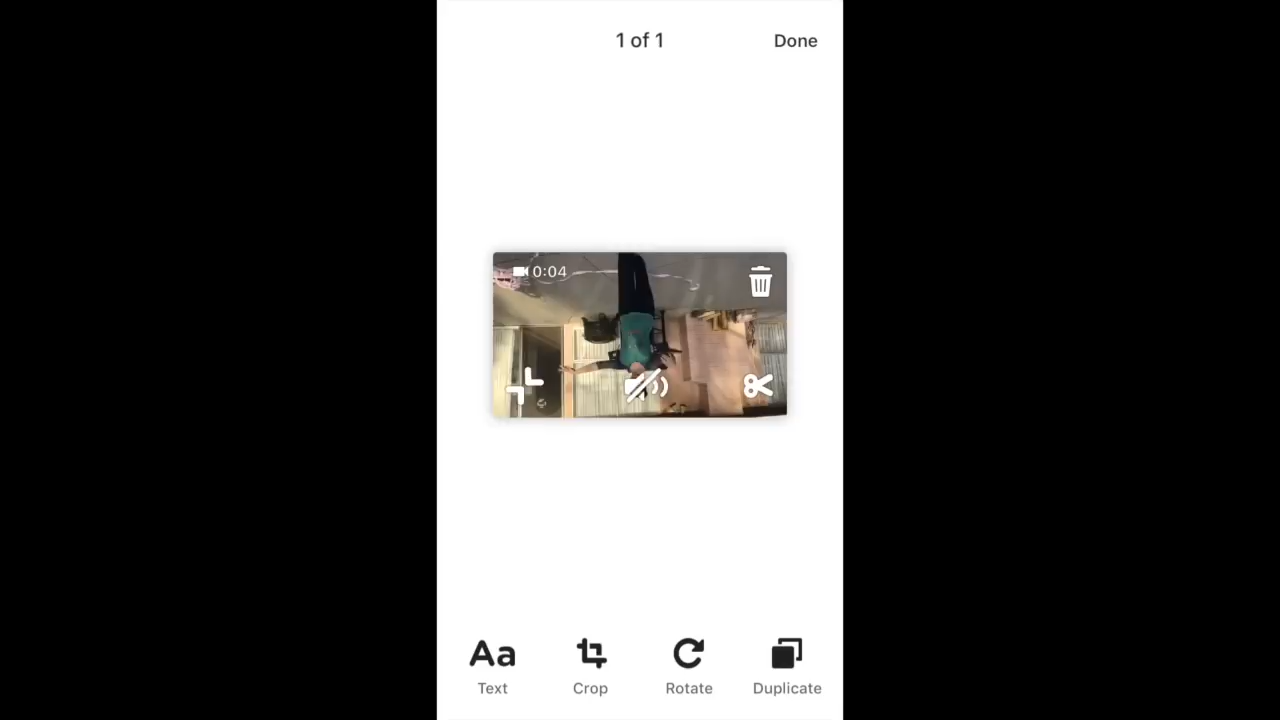 1 of 1
Done
0:04
Aa
Text
Crop
Rotate
Duplicate